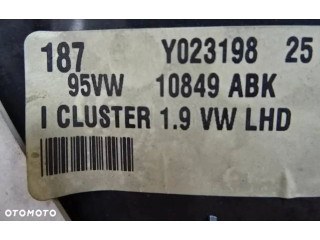 187 Y023198 25
95VW 10849 ABK
I CLUSTER 1.9 VW LHD
OTOMOTO